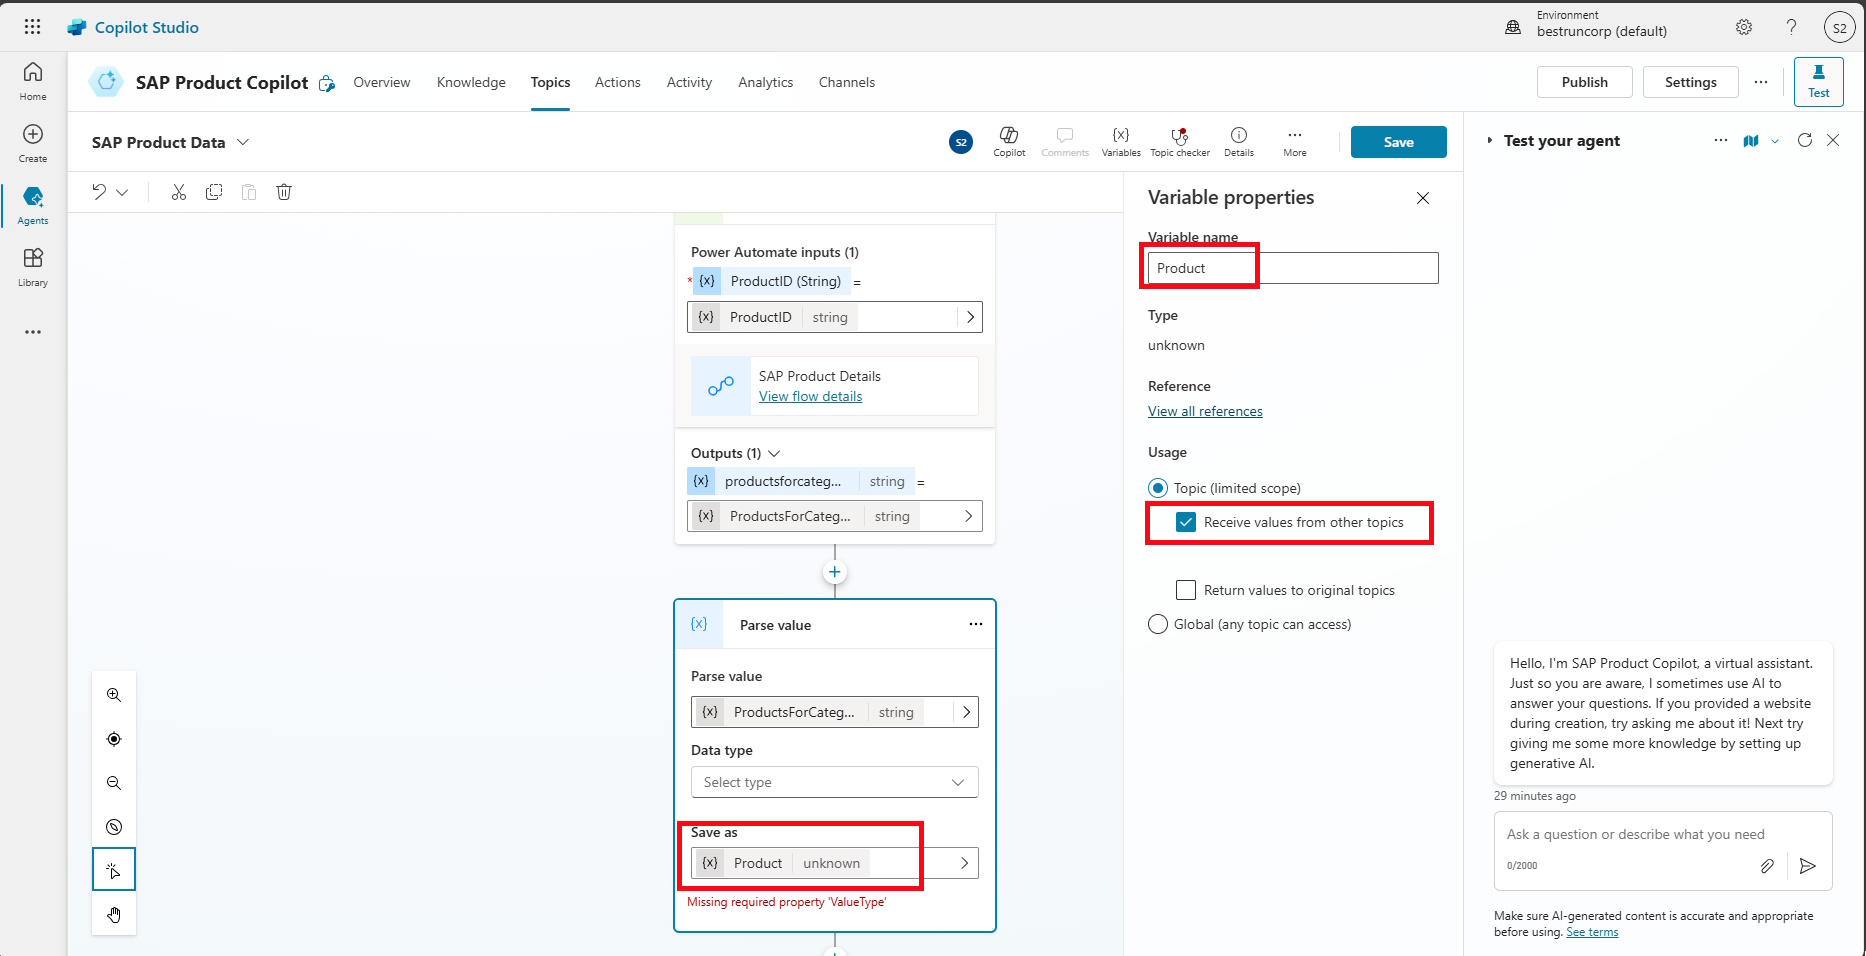 Copilot Studio
Environment
bestruncorp (default)
?
S2
Home
Create
Agents
Library
SAP Product Copilot
Overview
Knowledge
Topics
Actions
Activity
Analytics
Channels
Publish
Settings
Test
SAP Product Data
S2
Copilot
Comments
{x}
Variables
Topic checker
Details
More
Save
Power Automate inputs (1)
* {x} ProductID (String) =
{x} ProductID string
SAP Product Details
View flow details
Outputs (1)
{x} productsforcateg... string =
{x} ProductsForCateg... string
{x} Parse value
Parse value
{x} ProductsForCateg... string
Data type
Select type
Save as
{x} Product unknown
Missing required property 'ValueType'
Variable properties
Variable name
Product
Type
unknown
Reference
View all references
Usage
Topic (limited scope)
Receive values from other topics
Return values to original topics
Global (any topic can access)
Test your agent
Hello, I'm SAP Product Copilot, a virtual assistant.
Just so you are aware, I sometimes use AI to
answer your questions. If you provided a website
during creation, try asking me about it! Next try
giving me some more knowledge by setting up
generative AI.
29 minutes ago
Ask a question or describe what you need
0/2000
Make sure AI-generated content is accurate and appropriate
before using. See terms